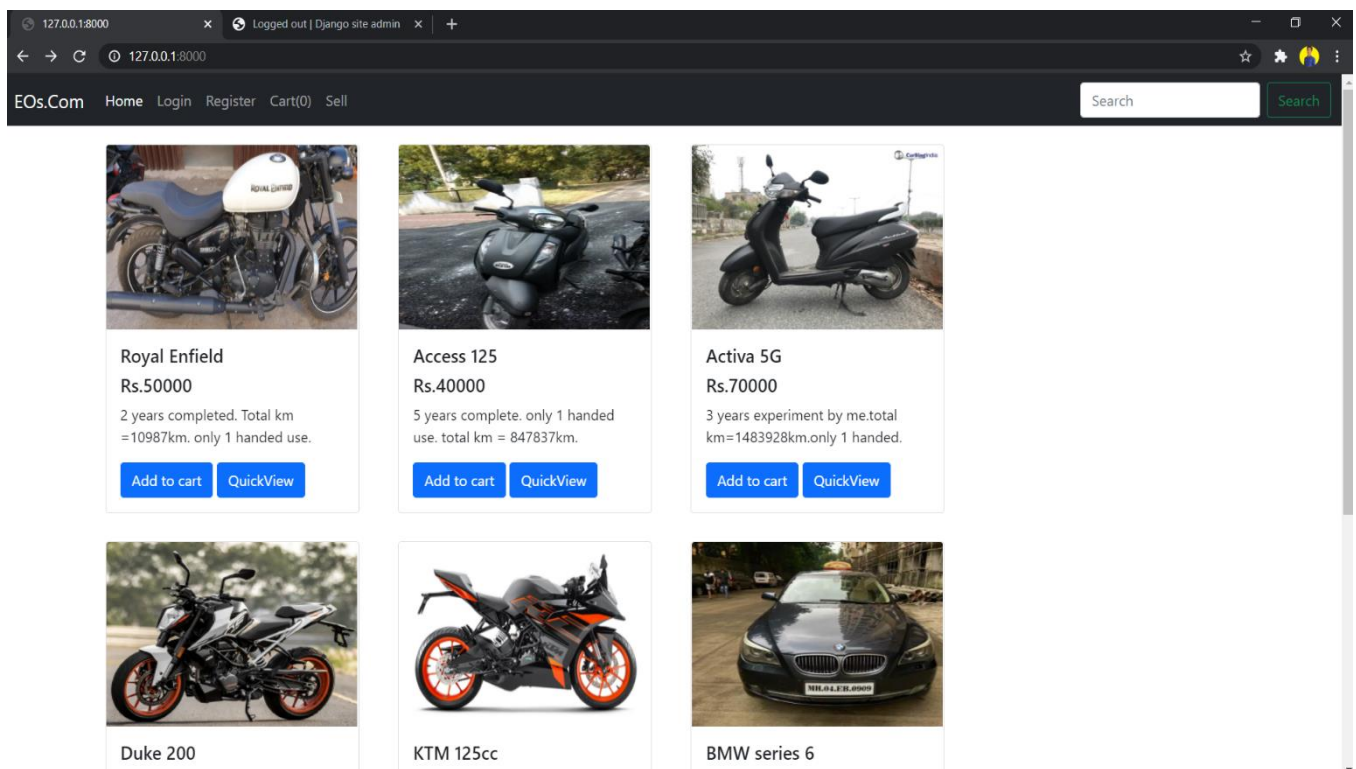 127.0.0.1:8000
Logged out | Django site admin
127.0.0.1:8000
EOs.Com Home Login Register Cart(0) Sell Search Search
ROYAL ENFIELD
Royal Enfield
Rs.50000
2 years completed. Total km
=10987km. only 1 handed use.
Add to cart QuickView
Access 125
Rs.40000
5 years complete. only 1 handed
use. total km = 847837km.
Add to cart QuickView
Activa 5G
Rs.70000
3 years experiment by me.total
km=1483928km.only 1 handed.
Add to cart QuickView
Duke 200
KTM 125cc
MH.04.EB.0909
BMW series 6